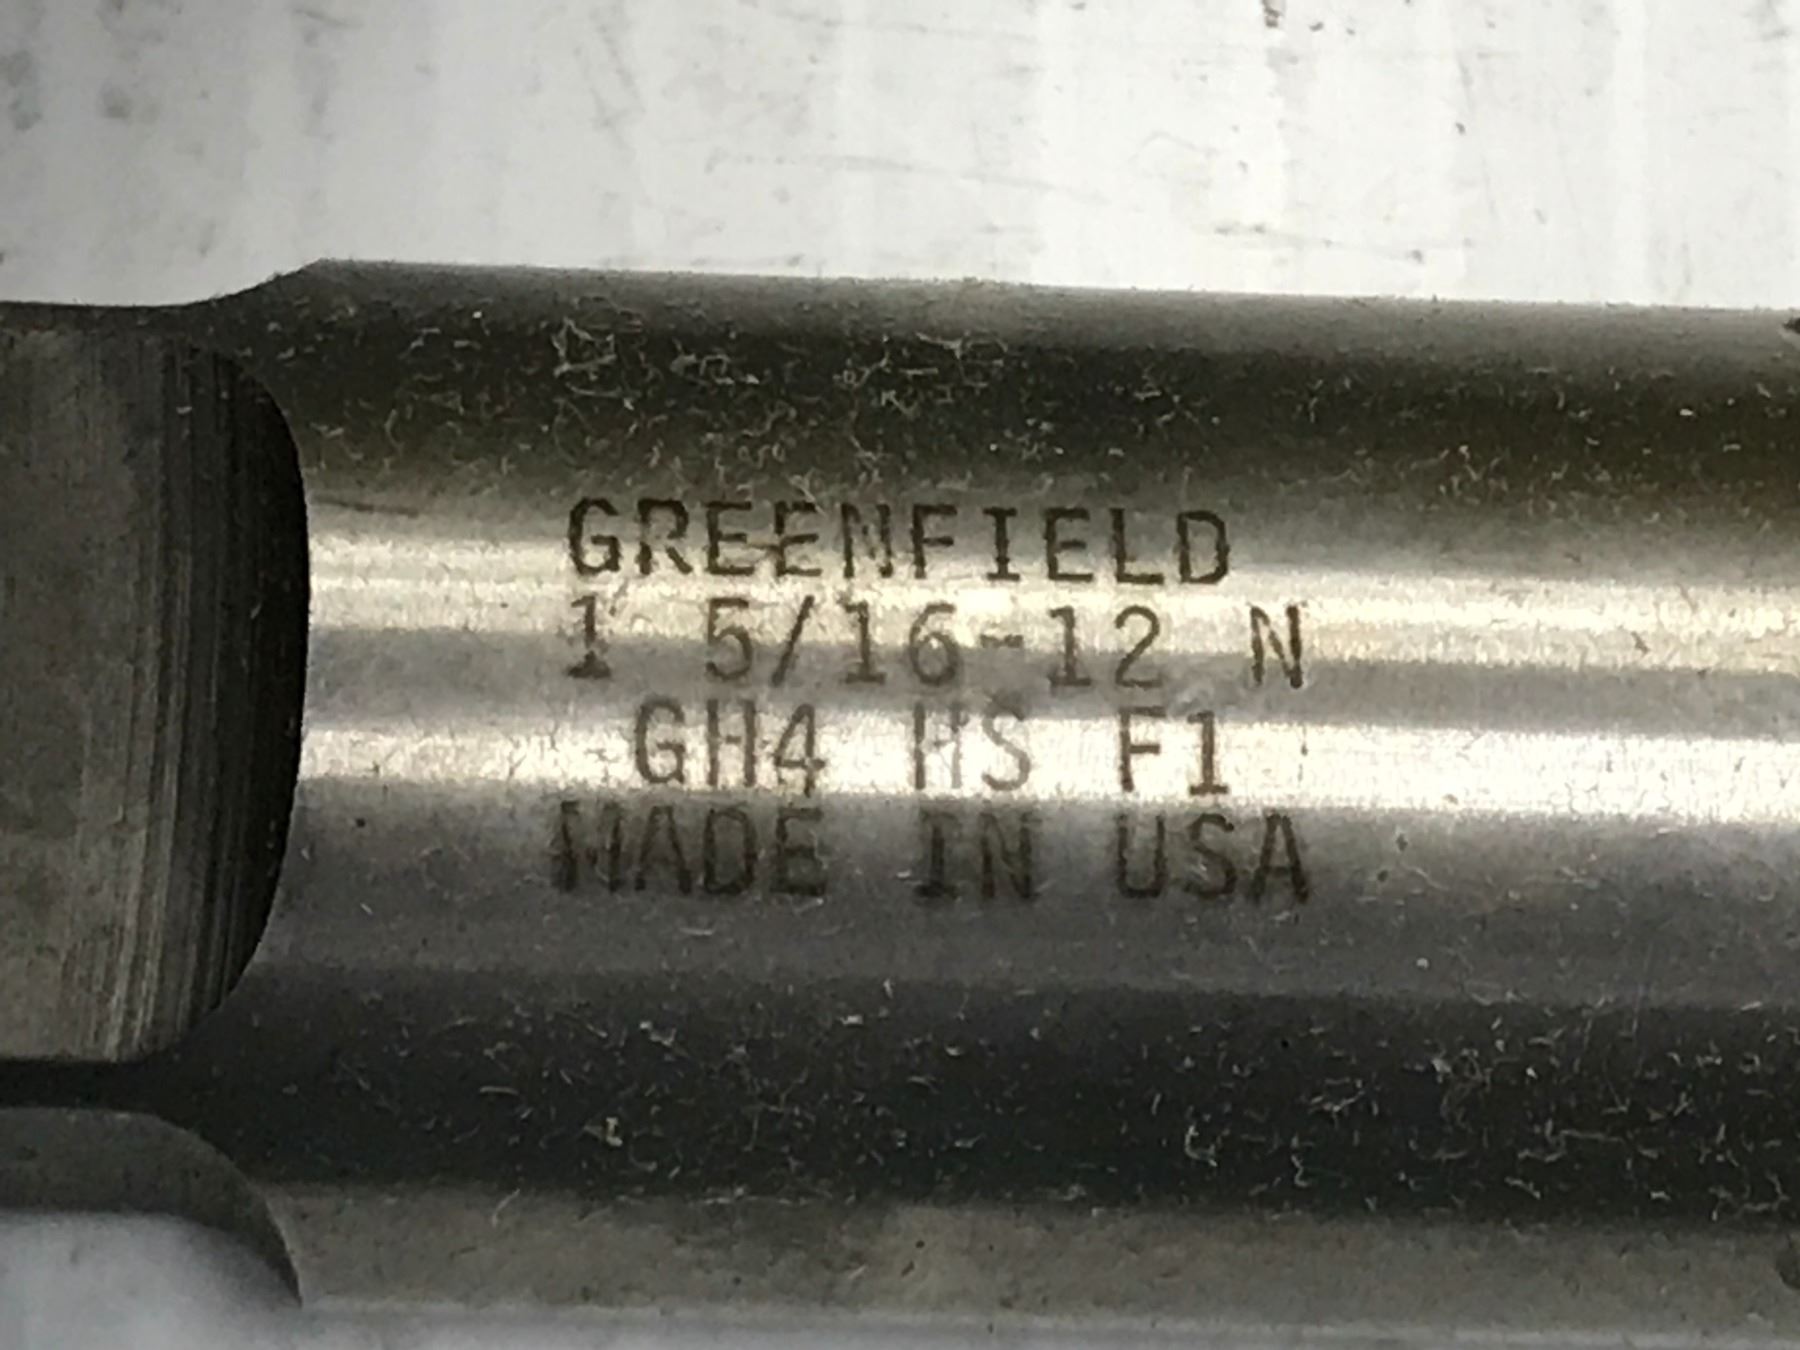 GREENFIELD
1 5/16-12 N
GH4 HS F1
MADE IN USA